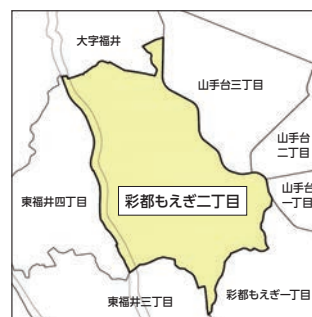 大字福井
山手台三丁目
山手台
二丁目
山手台
一丁目
彩都もえぎ二丁目
東福井四丁目
彩都もえぎ一丁目
東福井三丁目